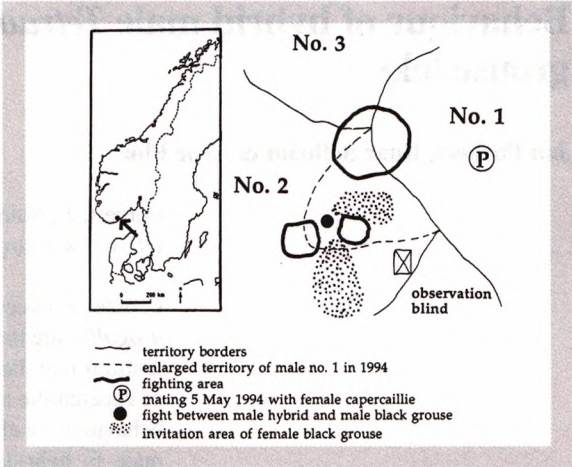 No. 3
No. 1
P
No. 2
0 200 km
observation
blind
territory borders
enlarged territory of male no. 1 in 1994
fighting area
P mating 5 May 1994 with female capercaillie
fight between male hybrid and male black grouse
invitation area of female black grouse